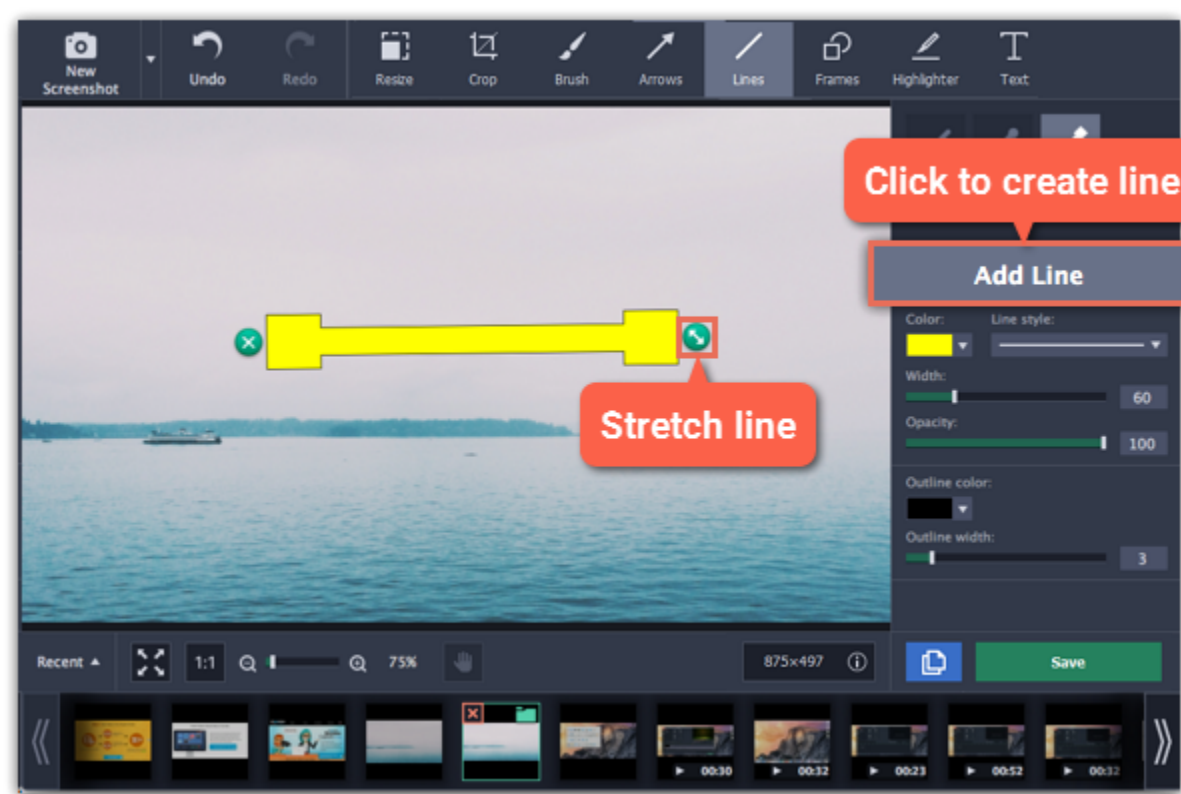 New
Screenshot
Undo
Redo
Resize
Crop
Brush
Arrows
Lines
Frames
Highlighter
Text
Click to create line
Add Line
Color:
Line style:
Width:
60
Opacity:
100
Stretch line
Outline color:
Outline width:
3
Recent
1:1
75%
875×497
Save
00:30
00:32
00:23
00:52
00:32